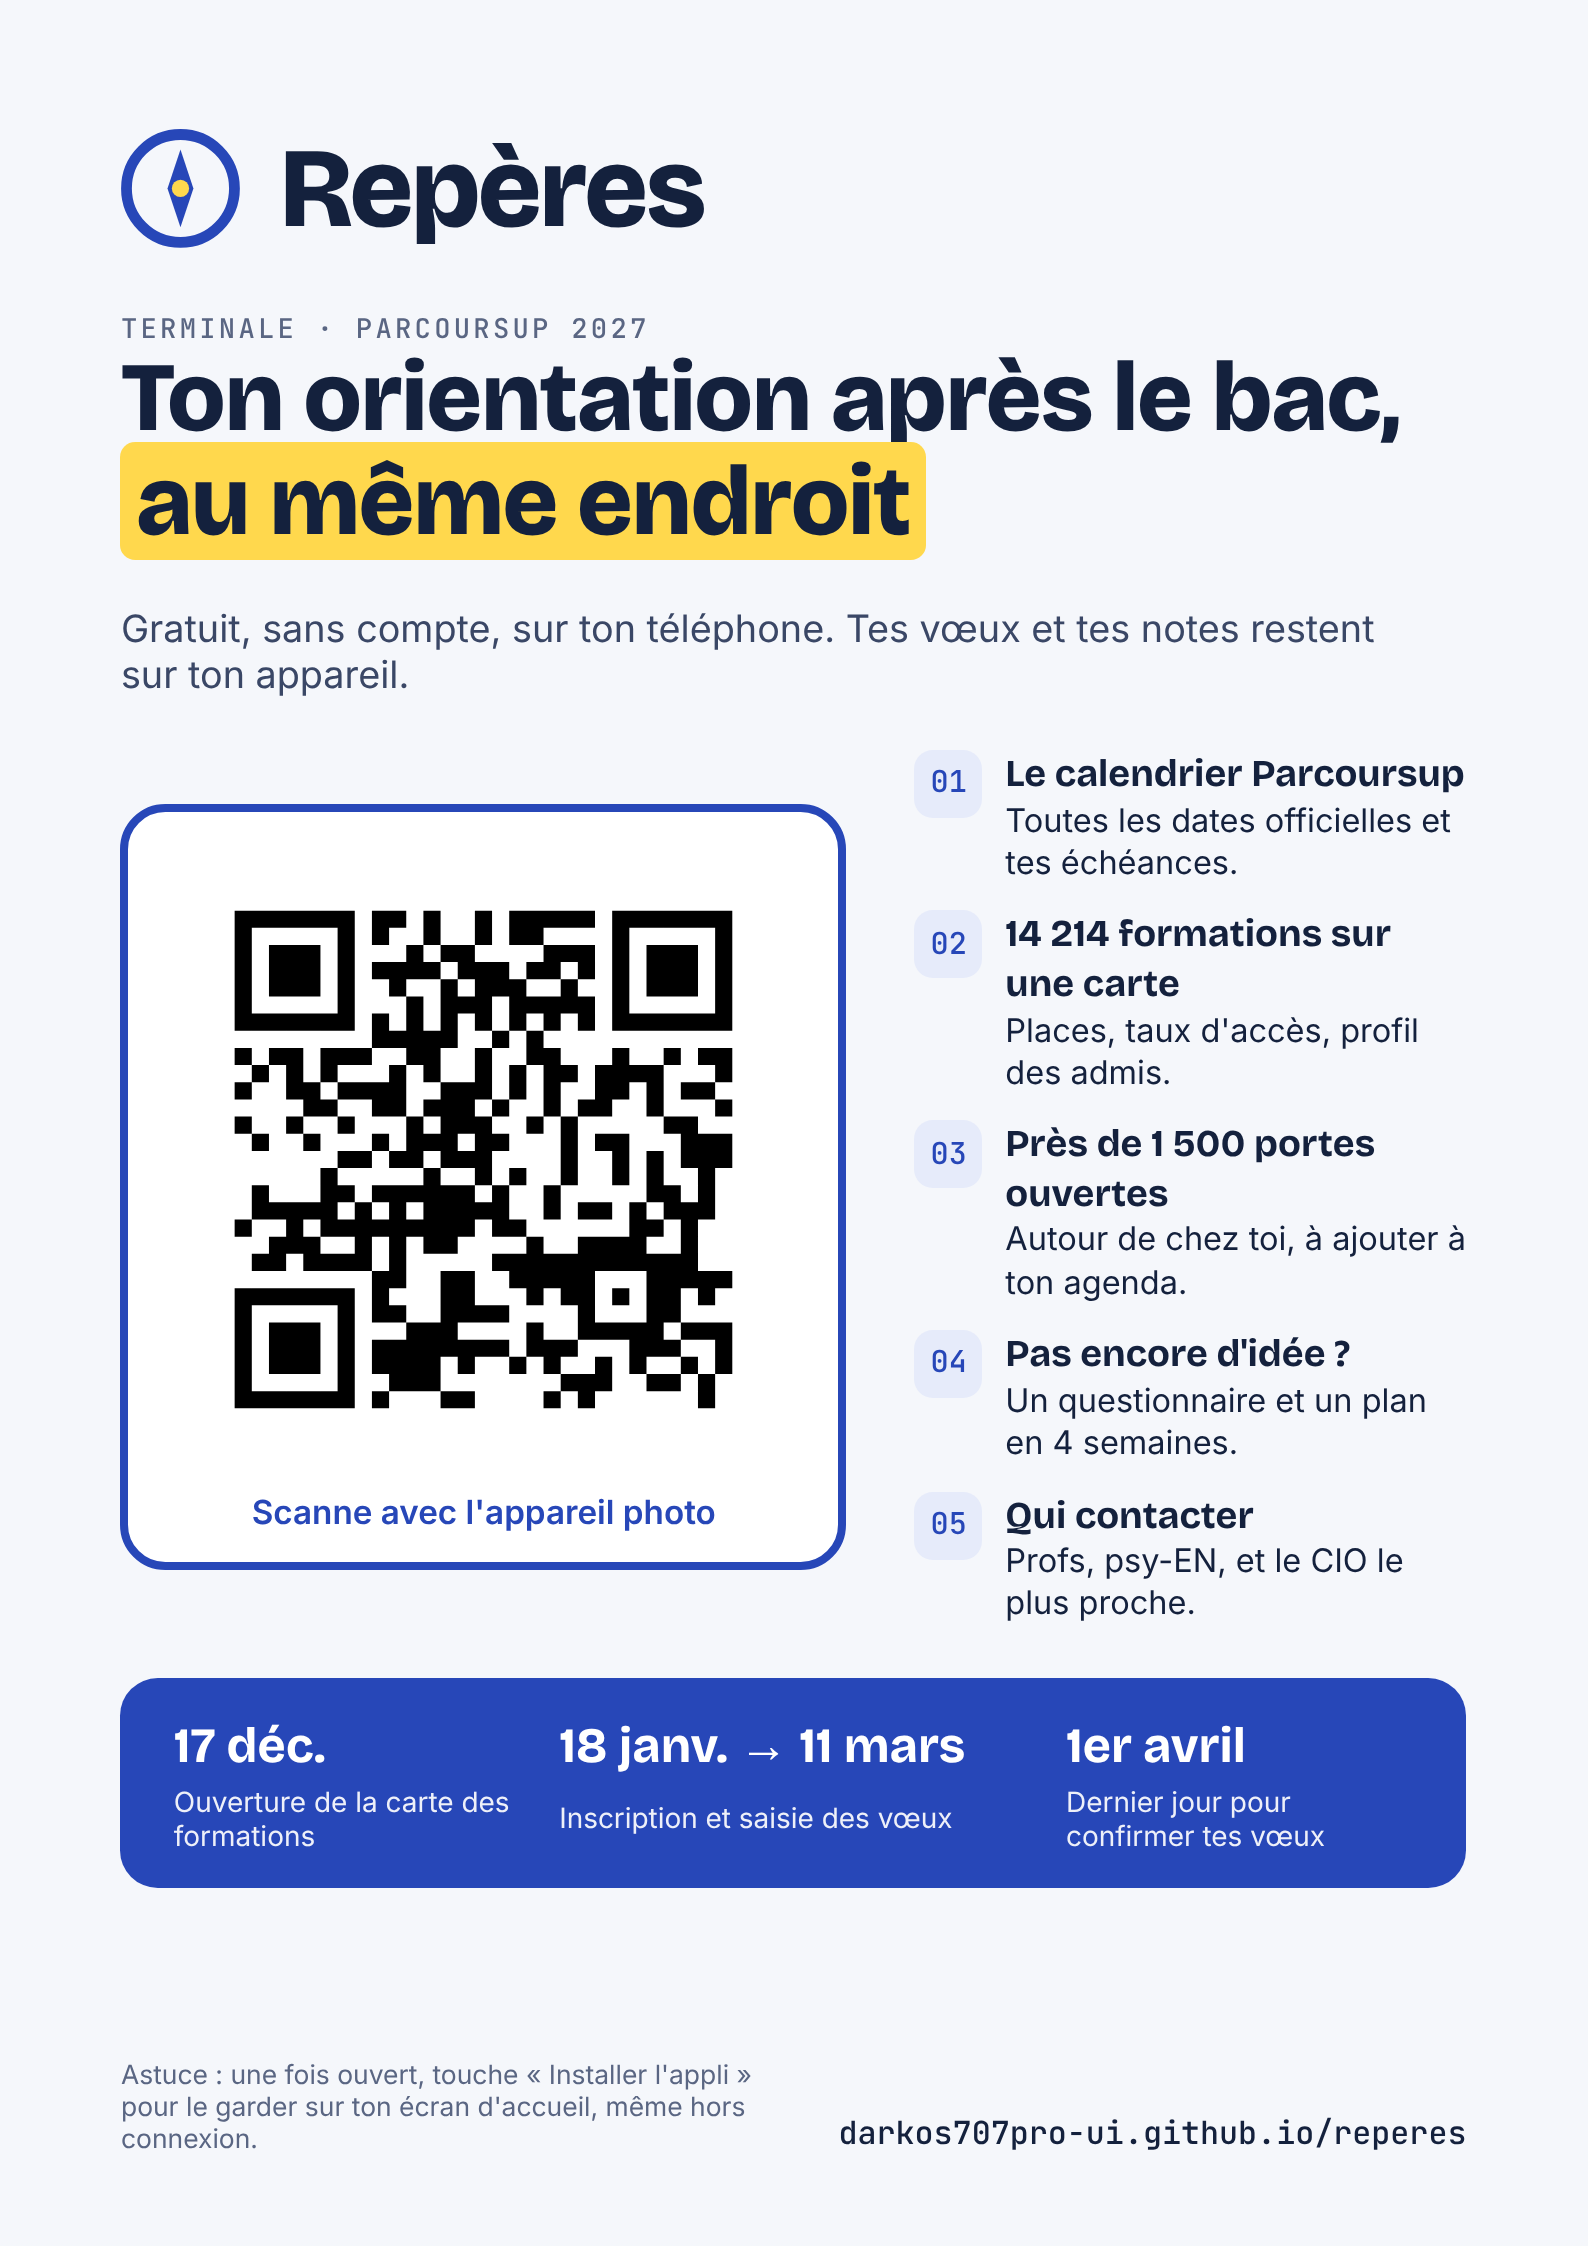 Repères
TERMINALE · PARCOURSUP 2027
Ton orientation après le bac,
au même endroit
Gratuit, sans compte, sur ton téléphone. Tes vœux et tes notes restent
sur ton appareil.
Scanne avec l'appareil photo
01
Le calendrier Parcoursup
Toutes les dates officielles et
tes échéances.
02
14 214 formations sur
une carte
Places, taux d'accès, profil
des admis.
03
Près de 1 500 portes
ouvertes
Autour de chez toi, à ajouter à
ton agenda.
04
Pas encore d'idée ?
Un questionnaire et un plan
en 4 semaines.
05
Qui contacter
Profs, psy-EN, et le CIO le
plus proche.
17 déc.
Ouverture de la carte des
formations
18 janv. → 11 mars
Inscription et saisie des vœux
1er avril
Dernier jour pour
confirmer tes vœux
Astuce : une fois ouvert, touche « Installer l'appli »
pour le garder sur ton écran d'accueil, même hors
connexion.
darkos707pro-ui.github.io/reperes